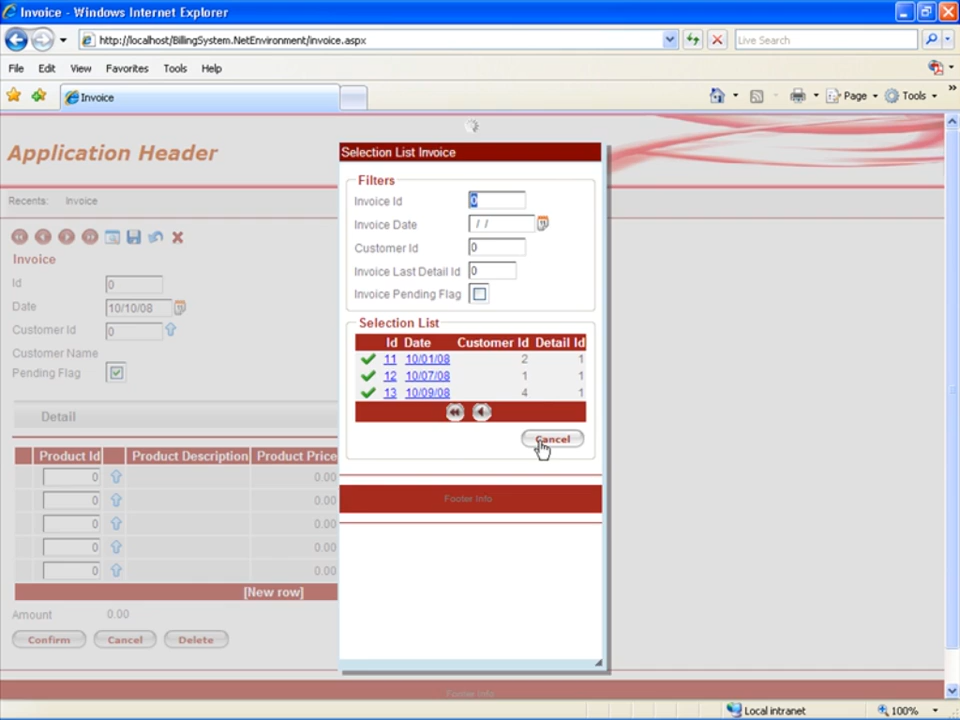 Invoice - Windows Internet Explorer
http://localhost/BillingSystem.NetEnvironment/invoice.aspx
Live Search
File Edit View Favorites Tools Help
Invoice
Page Tools
Application Header
Recents: Invoice
Invoice
Id 0
Date 10/10/08
Customer Id 0
Customer Name
Pending Flag
Detail
Product Id Product Description Product Price
0 0.00
0 0.00
0 0.00
0 0.00
0 0.00
[New row]
Amount 0.00
Confirm Cancel Delete
Footer Info
Selection List Invoice
Filters
Invoice Id 0
Invoice Date / /
Customer Id 0
Invoice Last Detail Id 0
Invoice Pending Flag
Selection List
Id Date Customer Id Detail Id
11 10/01/08 2 1
12 10/07/08 1 1
13 10/09/08 4 1
Cancel
Footer Info
Local intranet 100%